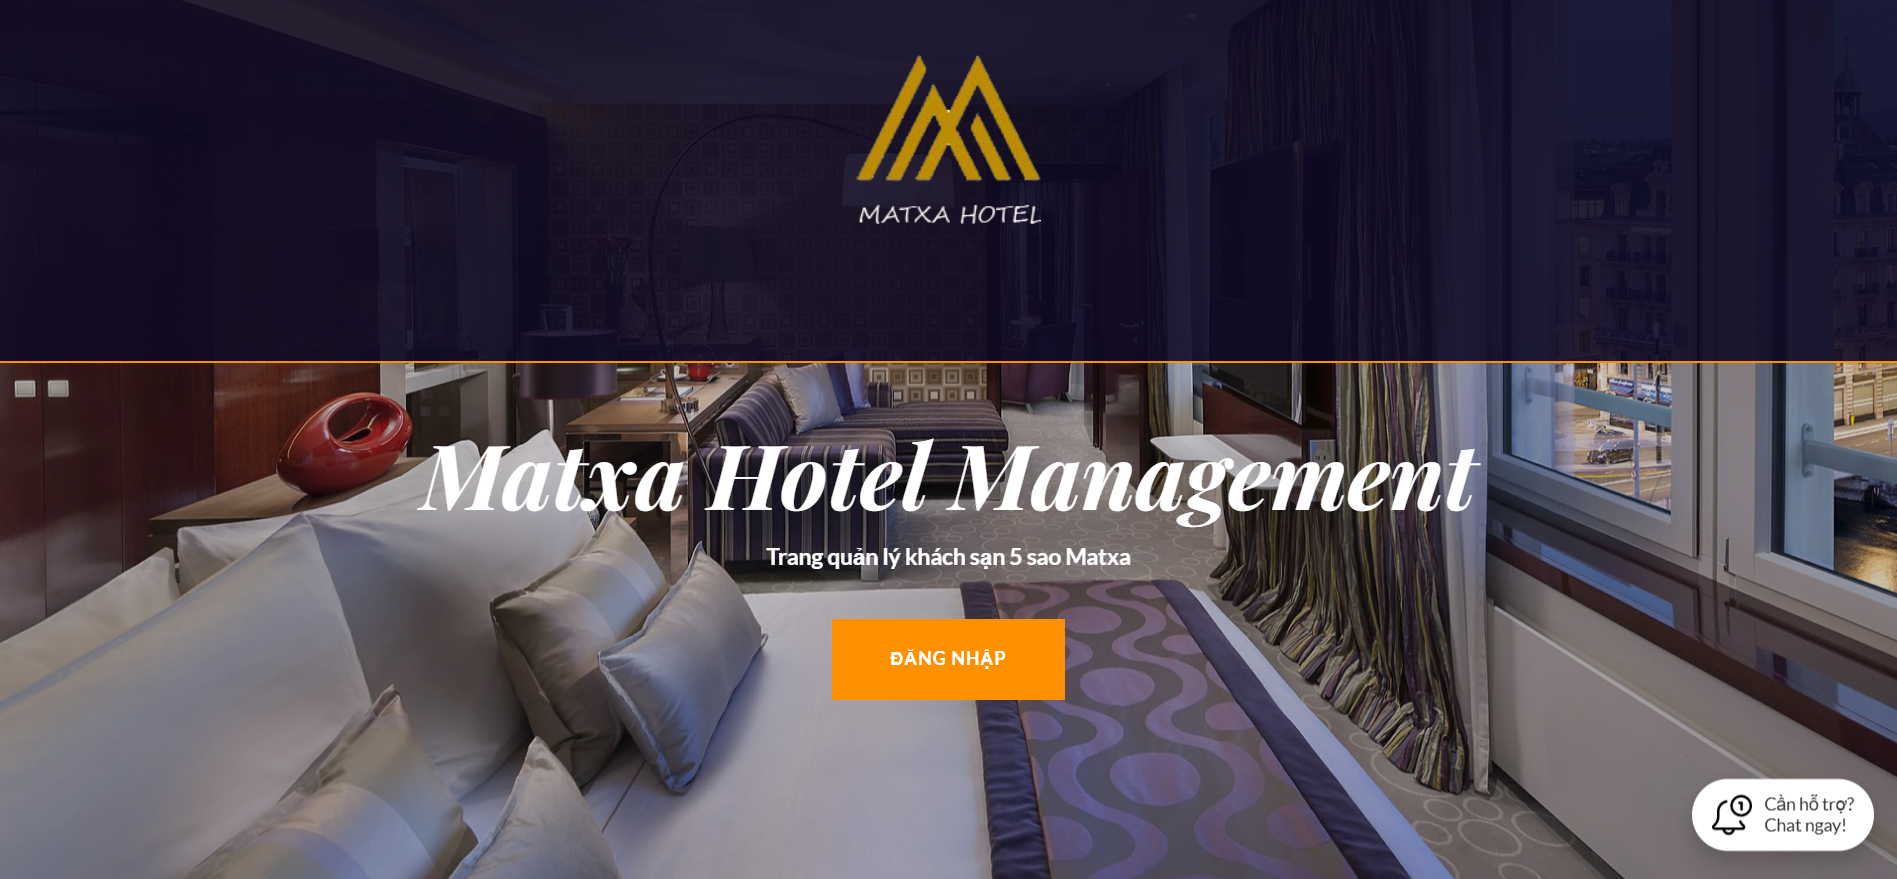 MATXA HOTEL
Matxa Hotel Management
Trang quản lý khách sạn 5 sao Matxa
ĐĂNG NHẬP
1
Cần hỗ trợ?
Chat ngay!